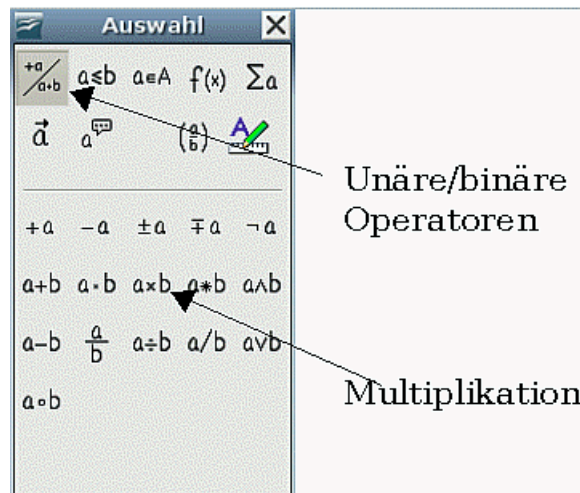 Auswahl
+a/a+b a≤b a∈A f(x) Σa
a⃗ a (a/b) A
Unäre/binäre
Operatoren
+a −a ±a ∓a ¬a
a+b a·b a×b a∗b a∧b
a−b a/b a÷b a/b a∨b
a∘b
Multiplikation